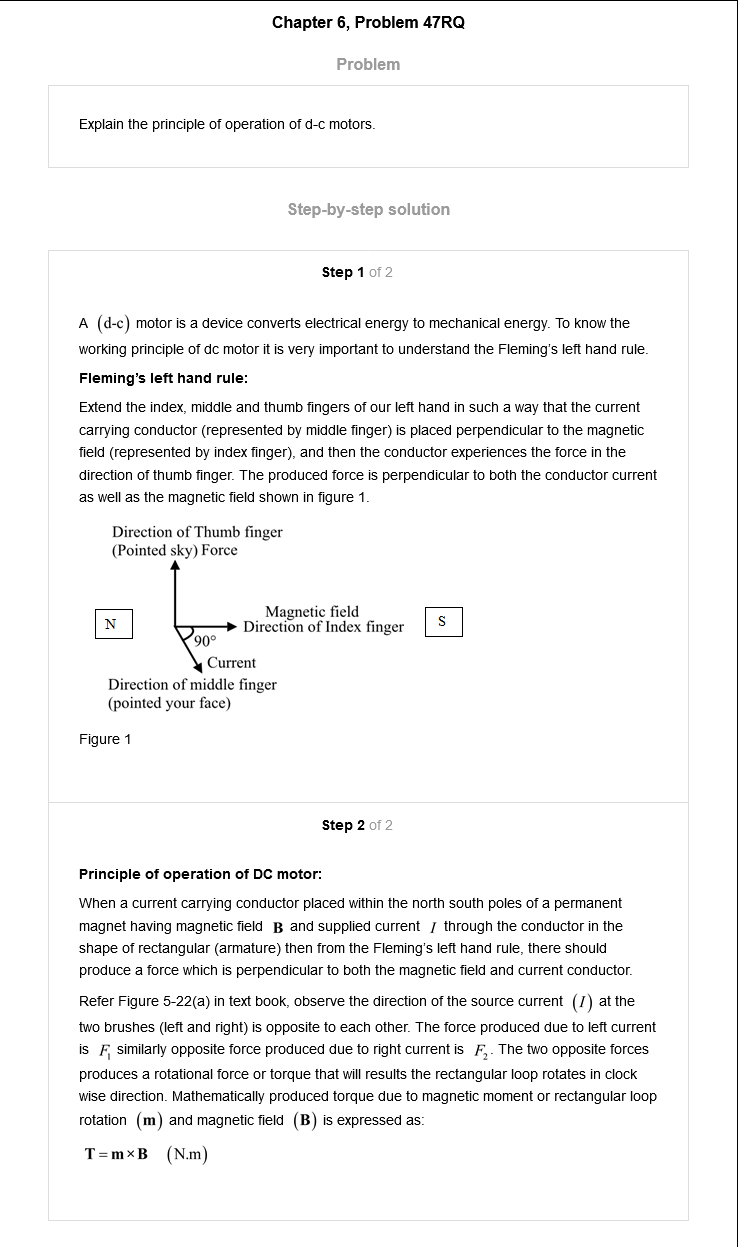 Chapter 6, Problem 47RQ
Problem
Explain the principle of operation of d-c motors.
Step-by-step solution
Step 1 of 2
A (d-c) motor is a device converts electrical energy to mechanical energy. To know the
working principle of dc motor it is very important to understand the Fleming's left hand rule.
Fleming's left hand rule:
Extend the index, middle and thumb fingers of our left hand in such a way that the current
carrying conductor (represented by middle finger) is placed perpendicular to the magnetic
field (represented by index finger), and then the conductor experiences the force in the
direction of thumb finger. The produced force is perpendicular to both the conductor current
as well as the magnetic field shown in figure 1.
Direction of Thumb finger
(Pointed sky) Force
Magnetic field
N
Direction of Index finger
S
90°
Current
Direction of middle finger
(pointed your face)
Figure 1
Step 2 of 2
Principle of operation of DC motor:
When a current carrying conductor placed within the north south poles of a permanent
magnet having magnetic field B and supplied current I through the conductor in the
shape of rectangular (armature) then from the Fleming's left hand rule, there should
produce a force which is perpendicular to both the magnetic field and current conductor.
Refer Figure 5-22(a) in text book, observe the direction of the source current (I) at the
two brushes (left and right) is opposite to each other. The force produced due to left current
is F₁ similarly opposite force produced due to right current is F₂. The two opposite forces
produces a rotational force or torque that will results the rectangular loop rotates in clock
wise direction. Mathematically produced torque due to magnetic moment or rectangular loop
rotation (m) and magnetic field (B) is expressed as:
T = m × B (N.m)